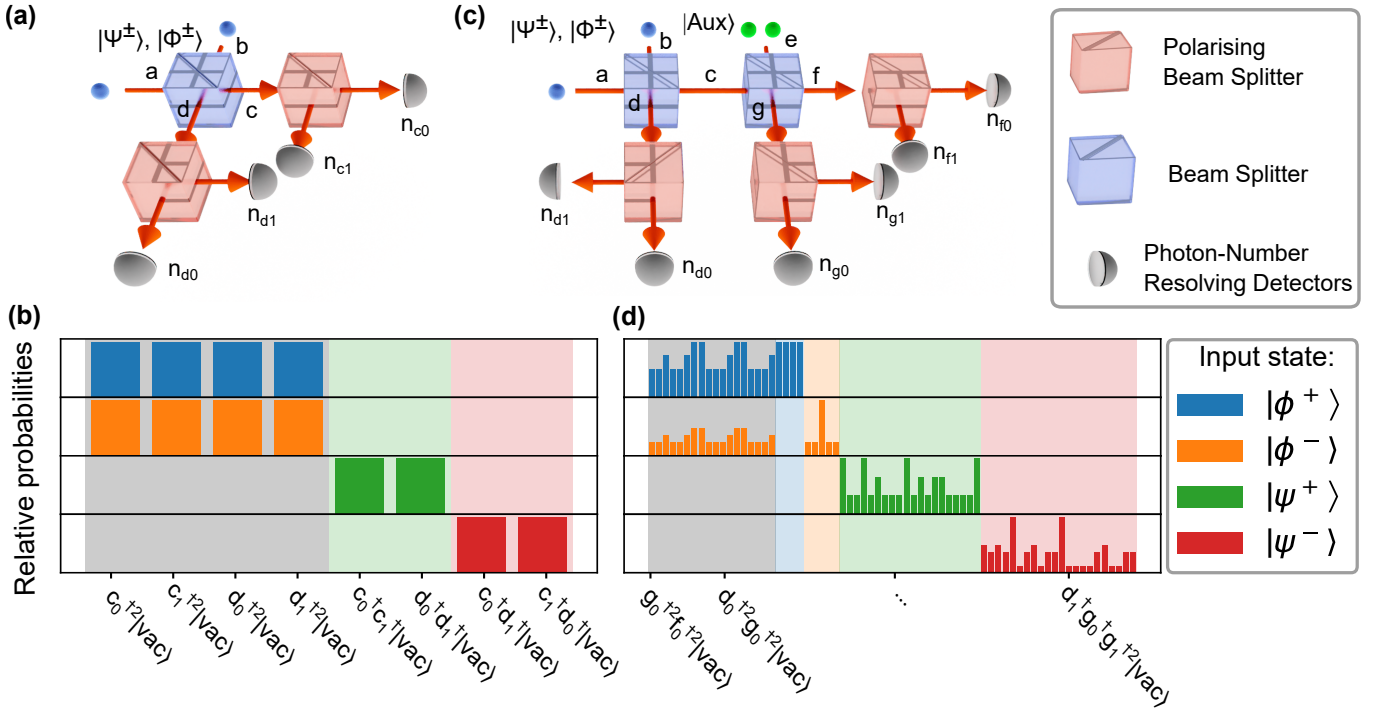 (a)
|Ψ±⟩, |Φ±⟩
b
a
d
c
n_c0
n_c1
n_d1
n_d0
(c)
|Ψ±⟩, |Φ±⟩
|Aux⟩
b
e
a
c
f
d
g
n_f0
n_f1
n_d1
n_g1
n_d0
n_g0
Polarising
Beam Splitter
Beam Splitter
Photon-Number
Resolving Detectors
(b)
Relative probabilities
c₀†²|vac⟩
c₁†²|vac⟩
d₀†²|vac⟩
d₁†²|vac⟩
c₀†c₁†|vac⟩
d₀†d₁†|vac⟩
c₀†d₁†|vac⟩
c₁†d₀†|vac⟩
(d)
g₀†²f₀†²|vac⟩
d₀†²g₀†²|vac⟩
...
d₁†g₀†g₁†²|vac⟩
Input state:
|ϕ⁺⟩
|ϕ⁻⟩
|ψ⁺⟩
|ψ⁻⟩